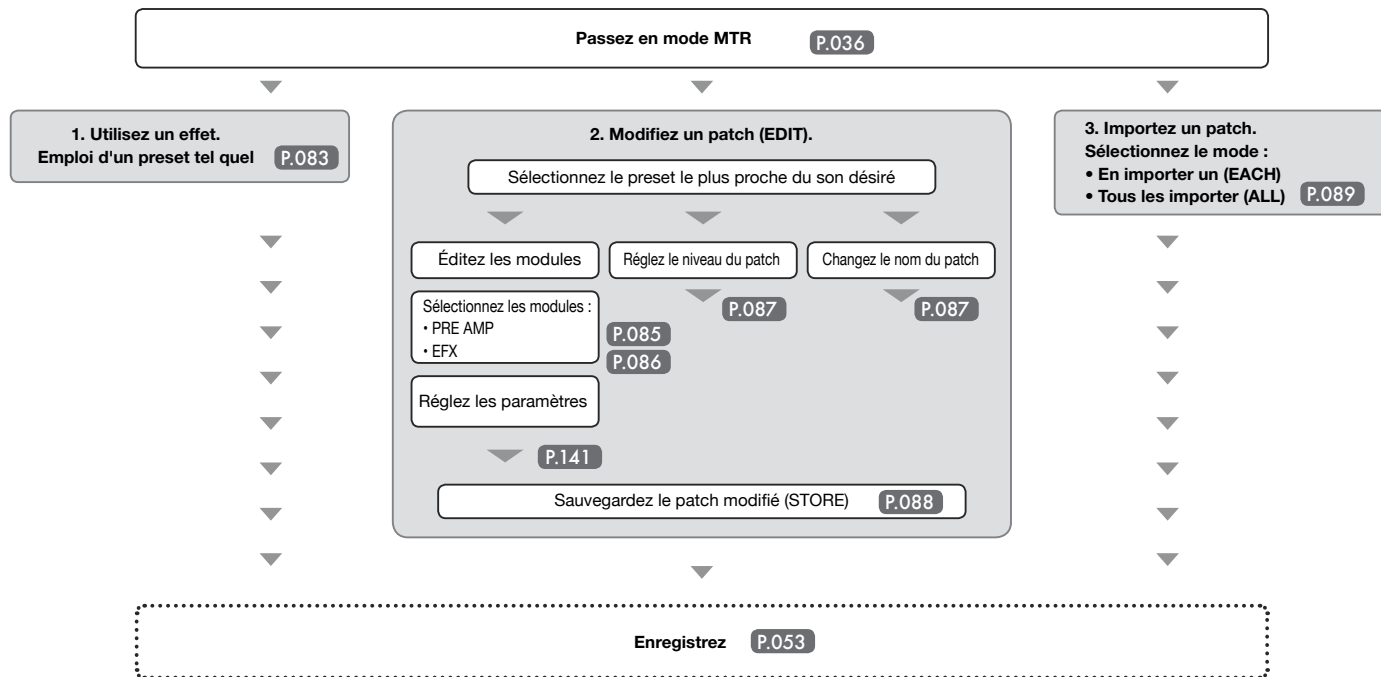 Passez en mode MTR P.036
1. Utilisez un effet.
Emploi d'un preset tel quel P.083
2. Modifiez un patch (EDIT).
Sélectionnez le preset le plus proche du son désiré
Éditez les modules
Réglez le niveau du patch
Changez le nom du patch
P.087
P.087
Sélectionnez les modules :
• PRE AMP
• EFX
P.085
P.086
Réglez les paramètres
P.141
Sauvegardez le patch modifié (STORE) P.088
3. Importez un patch.
Sélectionnez le mode :
• En importer un (EACH)
• Tous les importer (ALL) P.089
Enregistrez P.053